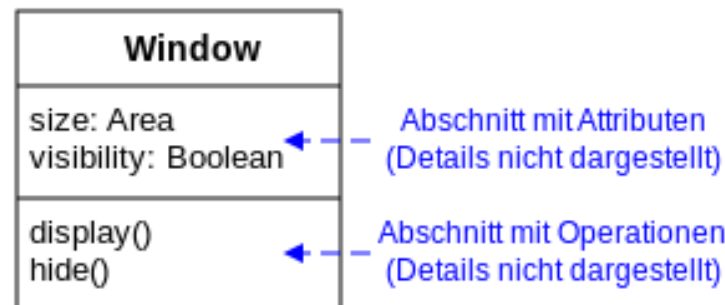 Window
size: Area
visibility: Boolean
Abschnitt mit Attributen
(Details nicht dargestellt)
display()
hide()
Abschnitt mit Operationen
(Details nicht dargestellt)